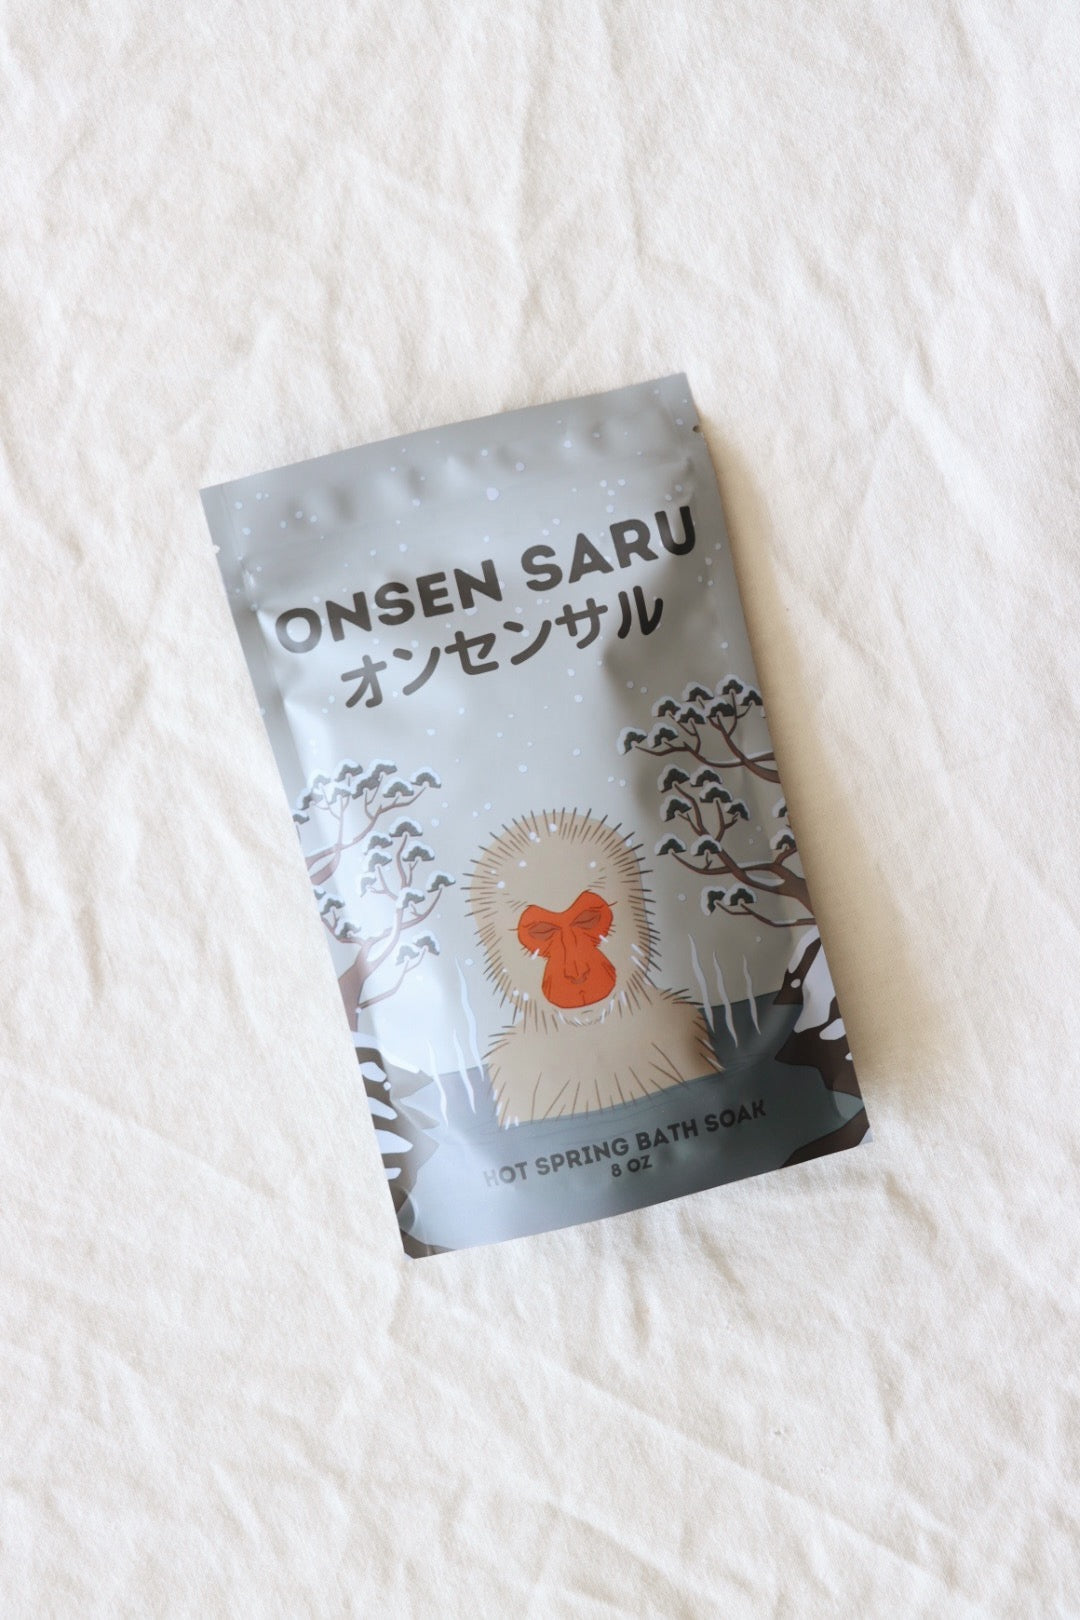 ONSEN SARU
オンセンサル
HOT SPRING BATH SOAK
8 OZ